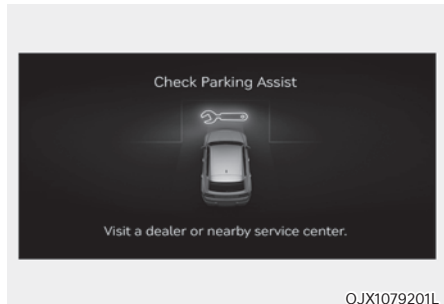 Check Parking Assist
Visit a dealer or nearby service center.
OJX1079201L